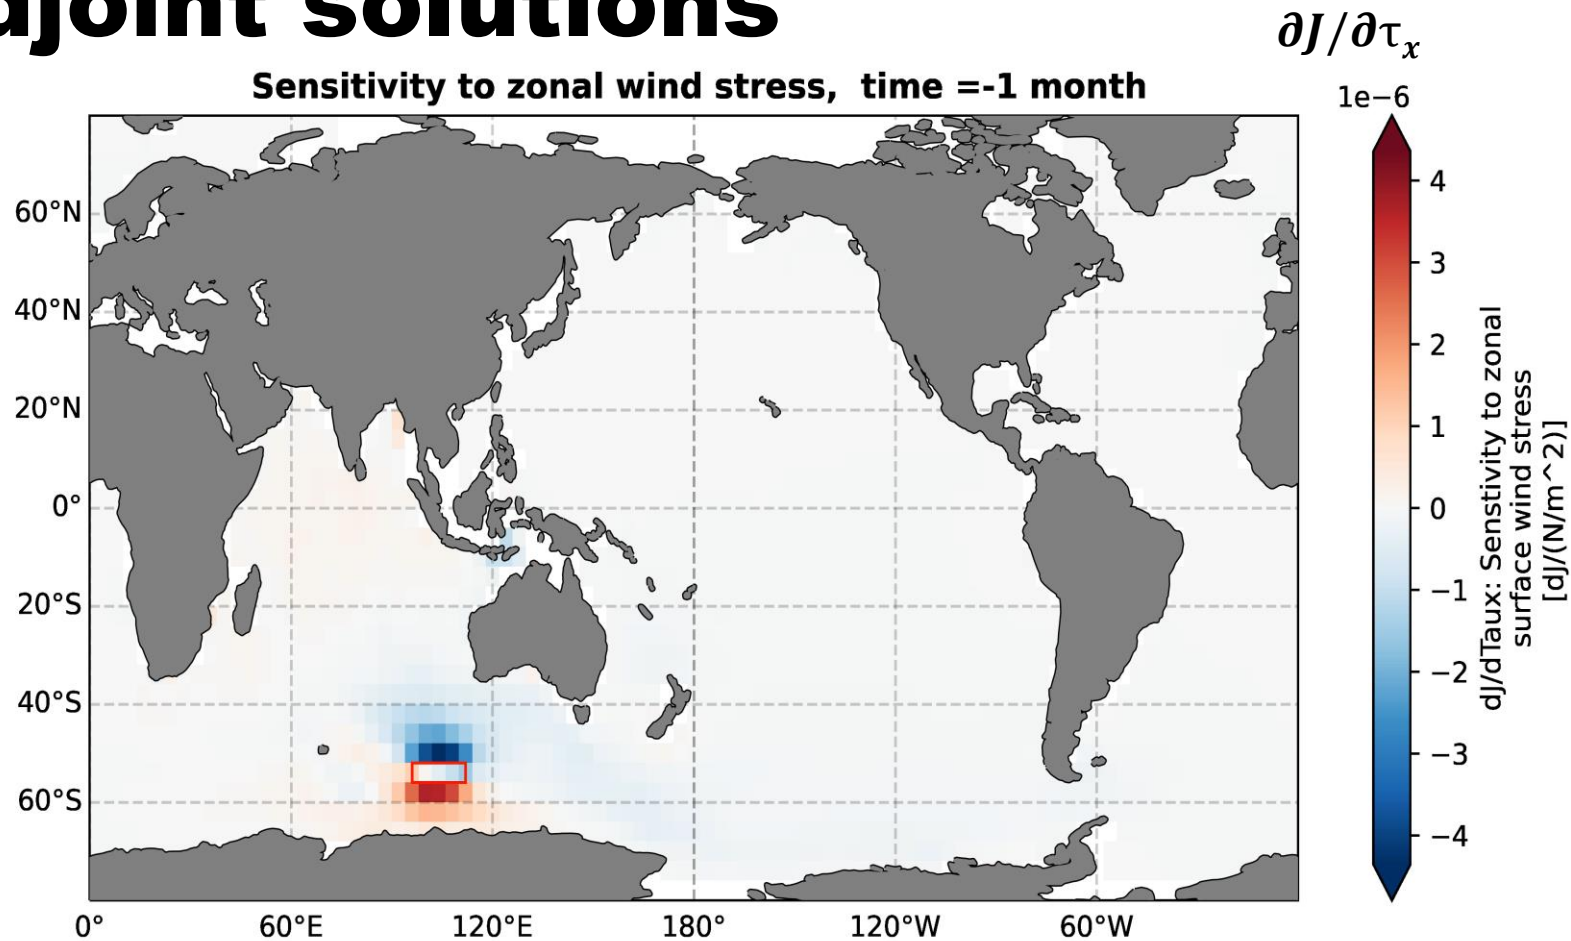 djoint solutions
∂J/∂τₓ
Sensitivity to zonal wind stress,  time =-1 month
1e−6
60°N
40°N
20°N
0°
20°S
40°S
60°S
0°
60°E
120°E
180°
120°W
60°W
4
3
2
1
0
−1
−2
−3
−4
dJ/dTaux: Senstivity to zonal
surface wind stress
[dJ/(N/m^2)]